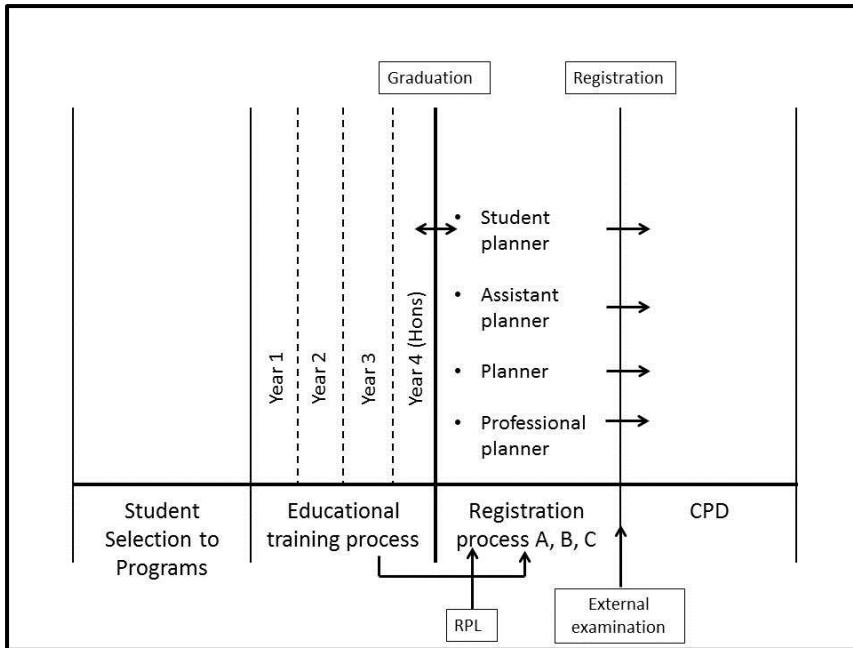 Graduation
Registration
Student
planner
Assistant
planner
Planner
Professional
planner
Year 1
Year 2
Year 3
Year 4 (Hons)
Student
Selection to
Programs
Educational
training process
Registration
process A, B, C
CPD
RPL
External
examination